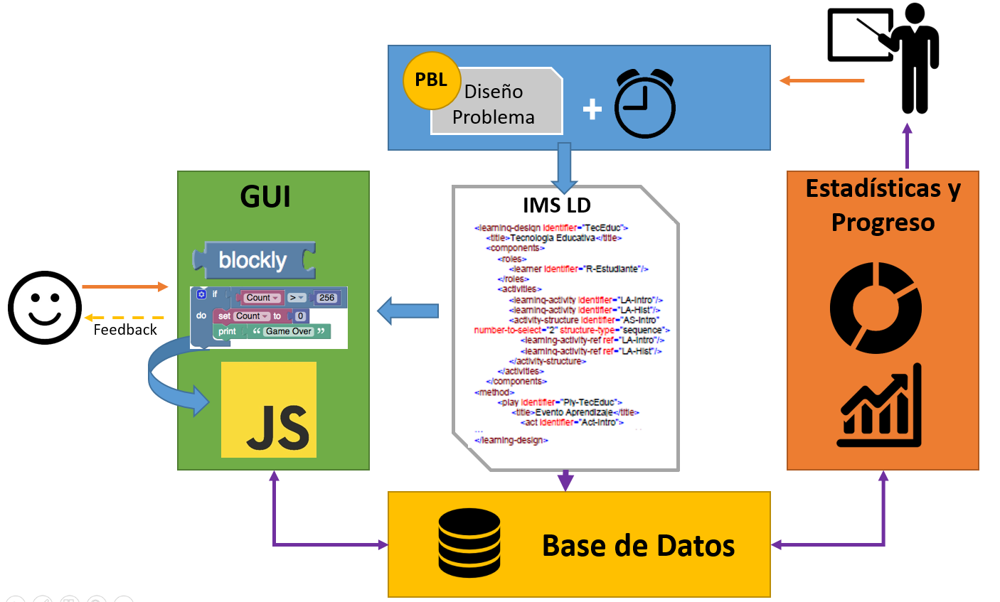 PBL
Diseño
Problema
+
GUI
blockly
if
Count
>
256
do
set Count to
0
print
“ Game Over ”
JS
Feedback
IMS LD
<learning-design identifier="TecEduc">
<title>Tecnologia Educativa</title>
<components>
<roles>
<learner identifier="R-Estudiante"/>
</roles>
<activities>
<learning-activity identifier="LA-Intro"/>
<learning-activity identifier="LA-Hist"/>
<activity-structure identifier="AS-Intro"
number-to-select="2" structure-type="sequence">
<learning-activity-ref ref="LA-Intro"/>
<learning-activity-ref ref="LA-Hist"/>
</activity-structure>
</activities>
</components>
<method>
<play identifier="Ply-TecEduc">
<title>Evento Aprendizaje</title>
<act identifier="Act-Intro">
...
</learning-design>
Estadísticas y
Progreso
Base de Datos